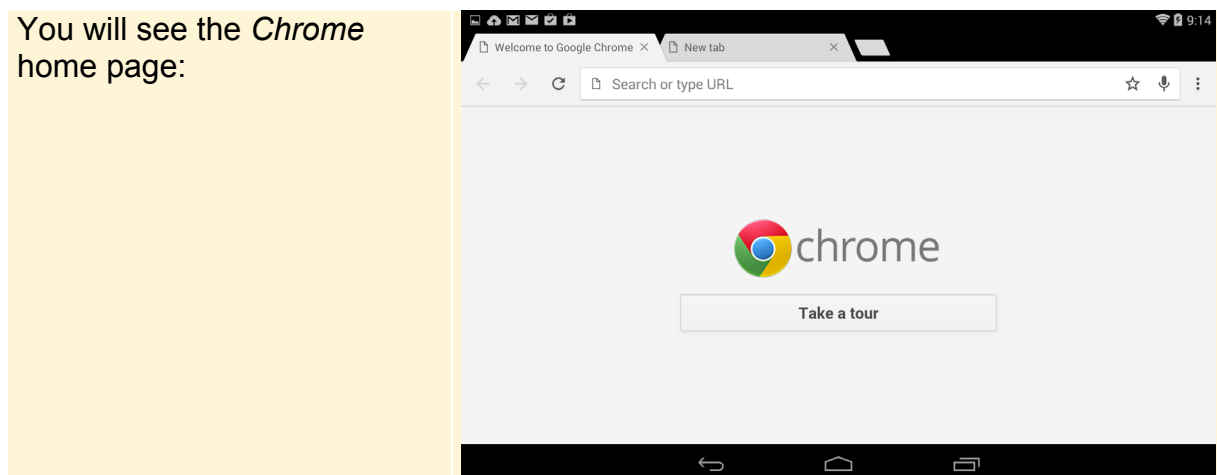 You will see the Chrome
home page:
9:14
Welcome to Google Chrome
New tab
Search or type URL
chrome
Take a tour